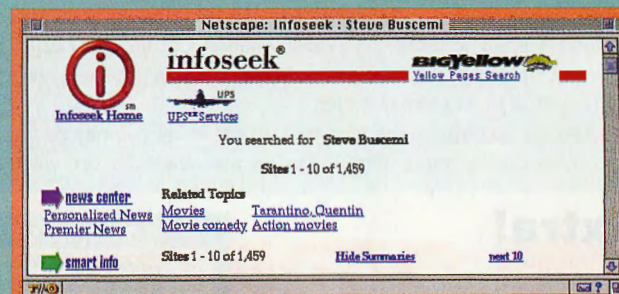 Netscape: Infoseek : Steve Buscemi
infoseek®
BIGYellow
Yellow Pages Search
Infoseek Home
UPS
UPS™ Services
You searched for Steve Buscemi
Sites 1 - 10 of 1,459
news center
Related Topics
Personalized News
Movies
Tarantino, Quentin
Premier News
Movie comedy
Action movies
smart info
Sites 1 - 10 of 1,459
Hide Summaries
next 10